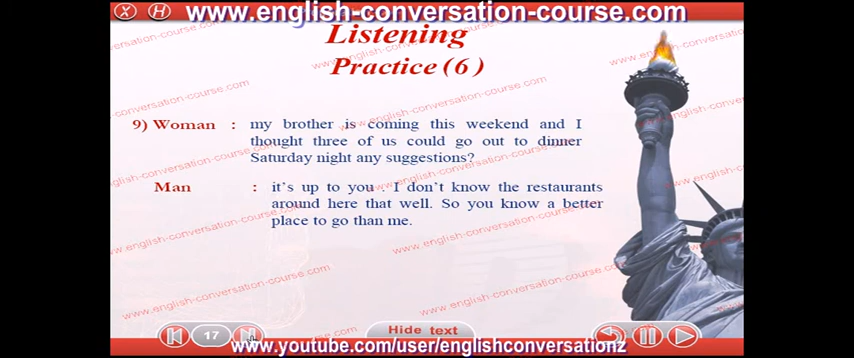 www.english-conversation-course.com
X H
Listening
Practice (6)
9) Woman : my brother is coming this weekend and I
thought three of us could go out to dinner
Saturday night any suggestions?
Man : it's up to you . I don't know the restaurants
around here that well. So you know a better
place to go than me.
17
Hide text
www.youtube.com/user/englishconversationz